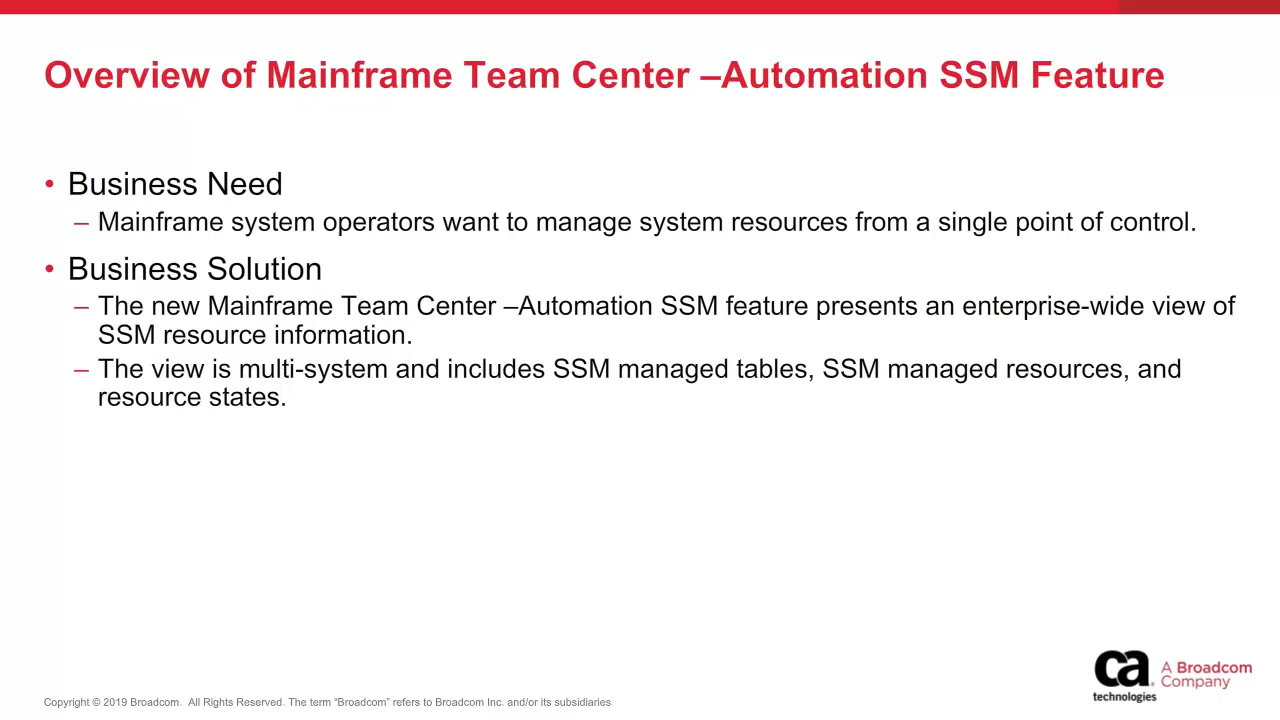 Overview of Mainframe Team Center –Automation SSM Feature
• Business Need
– Mainframe system operators want to manage system resources from a single point of control.
• Business Solution
– The new Mainframe Team Center –Automation SSM feature presents an enterprise-wide view of
SSM resource information.
– The view is multi-system and includes SSM managed tables, SSM managed resources, and
resource states.
ca
technologies
A Broadcom
Company
Copyright © 2019 Broadcom. All Rights Reserved. The term “Broadcom” refers to Broadcom Inc. and/or its subsidiaries.